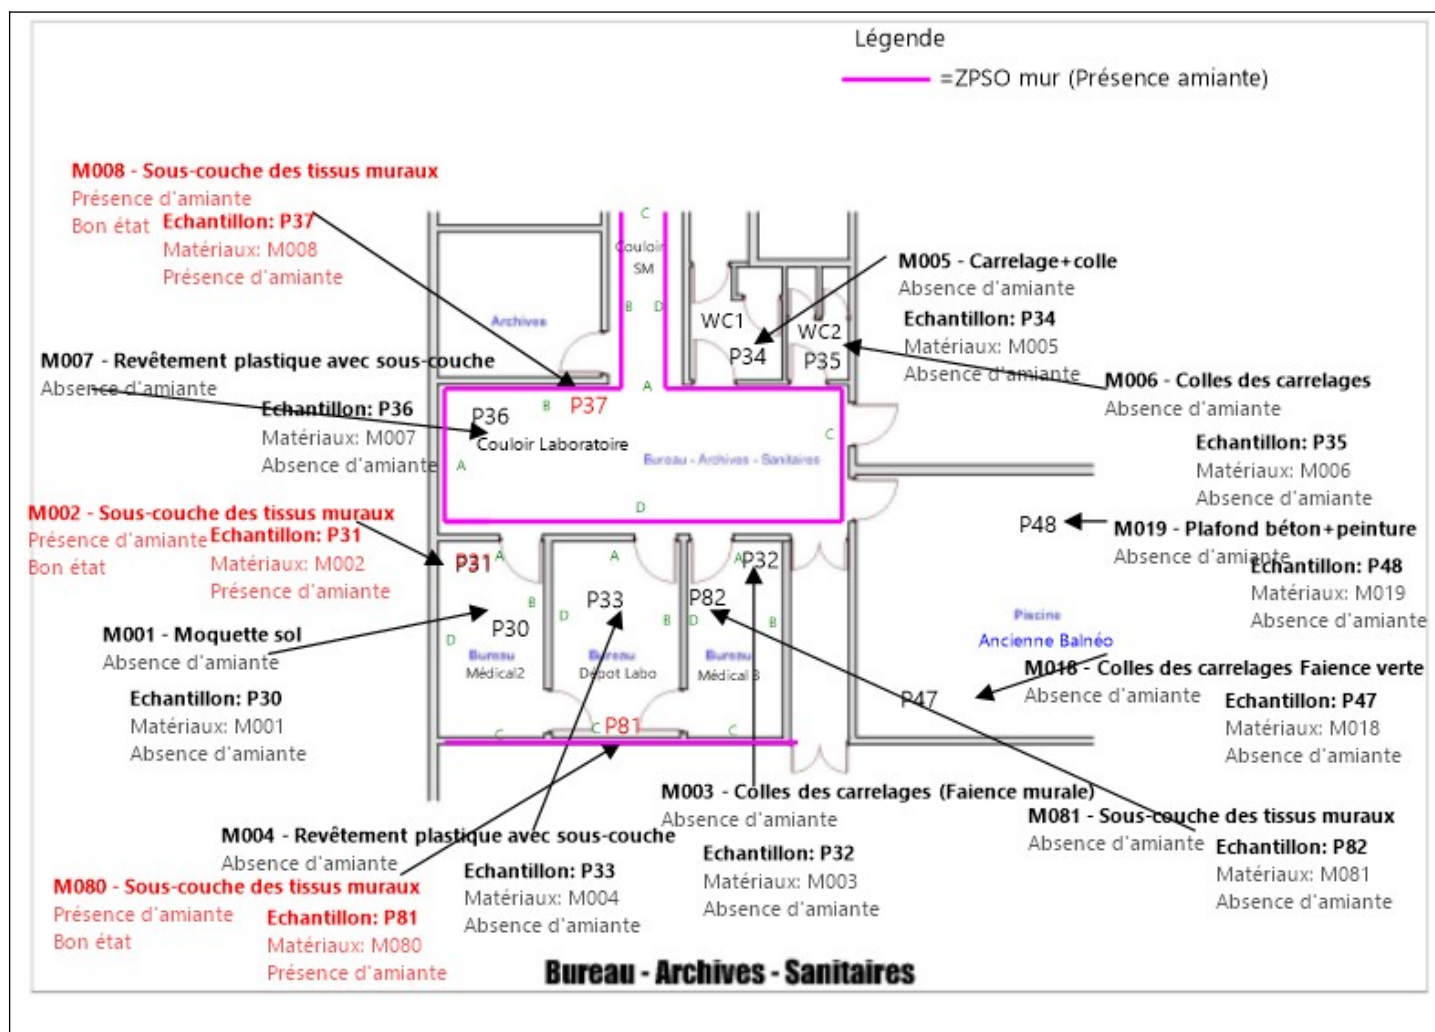 Légende
=ZPSO mur (Présence amiante)
M008 - Sous-couche des tissus muraux
Présence d'amiante
Bon état
Echantillon: P37
Matériaux: M008
Présence d'amiante
C
Couloir
SM
B
D
A
Archives
WC1
P34
WC2
P35
M005 - Carrelage+colle
Absence d'amiante
Echantillon: P34
Matériaux: M005
Absence d'amiante
M007 - Revêtement plastique avec sous-couche
Absence d'amiante
Echantillon: P36
Matériaux: M007
Absence d'amiante
M006 - Colles des carrelages
Absence d'amiante
Echantillon: P35
Matériaux: M006
Absence d'amiante
P36
B
P37
Couloir Laboratoire
Bureau - Archives - Sanitaires
C
A
D
M002 - Sous-couche des tissus muraux
Présence d'amiante
Bon état
Echantillon: P31
Matériaux: M002
Présence d'amiante
P48
M019 - Plafond béton+peinture
Absence d'amiante
Echantillon: P48
Matériaux: M019
Absence d'amiante
P31
A
B
D
P30
Bureau
Médical2
C
A
P33
D
B
Bureau
Dépot Labo
C
P81
A
P32
P82
D
B
Bureau
Médical 3
C
Piscine
Ancienne Balnéo
P47
M001 - Moquette sol
Absence d'amiante
Echantillon: P30
Matériaux: M001
Absence d'amiante
M018 - Colles des carrelages Faience verte
Absence d'amiante
Echantillon: P47
Matériaux: M018
Absence d'amiante
M003 - Colles des carrelages (Faience murale)
Absence d'amiante
Echantillon: P32
Matériaux: M003
Absence d'amiante
M081 - Sous-couche des tissus muraux
Absence d'amiante
Echantillon: P82
Matériaux: M081
Absence d'amiante
M004 - Revêtement plastique avec sous-couche
Absence d'amiante
Echantillon: P33
Matériaux: M004
Absence d'amiante
M080 - Sous-couche des tissus muraux
Présence d'amiante
Bon état
Echantillon: P81
Matériaux: M080
Présence d'amiante
Bureau - Archives - Sanitaires